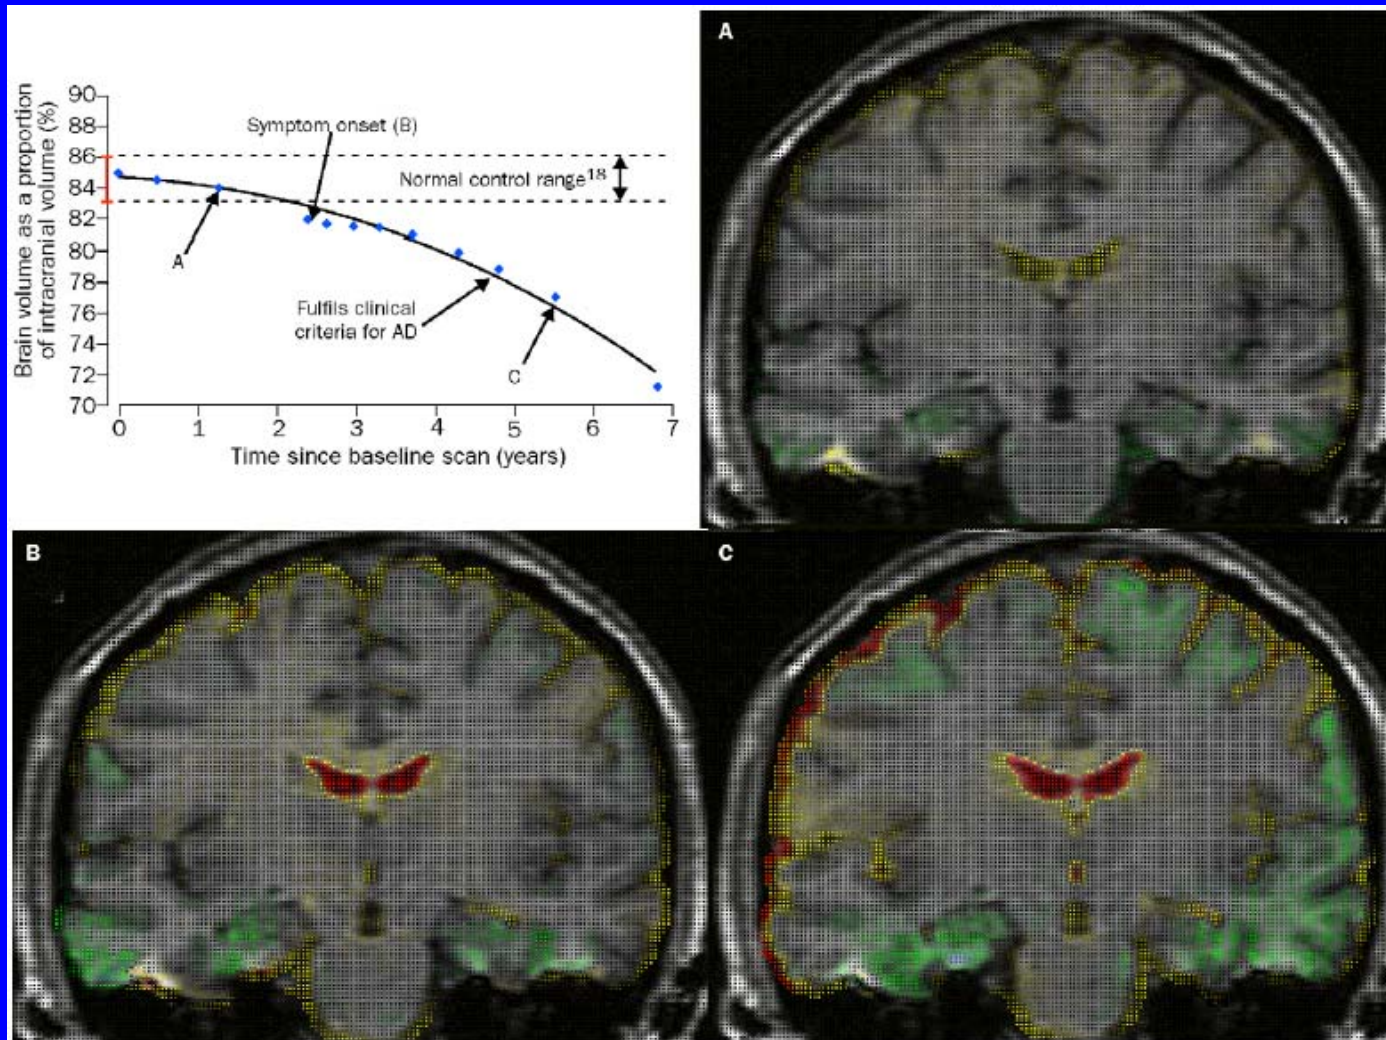 Brain volume as a proportion
of intracranial volume (%)
90
88
86
84
82
80
78
76
74
72
70
Symptom onset (B)
Normal control range¹⁸
A
Fulfils clinical
criteria for AD
C
0 1 2 3 4 5 6 7
Time since baseline scan (years)
A
B
C